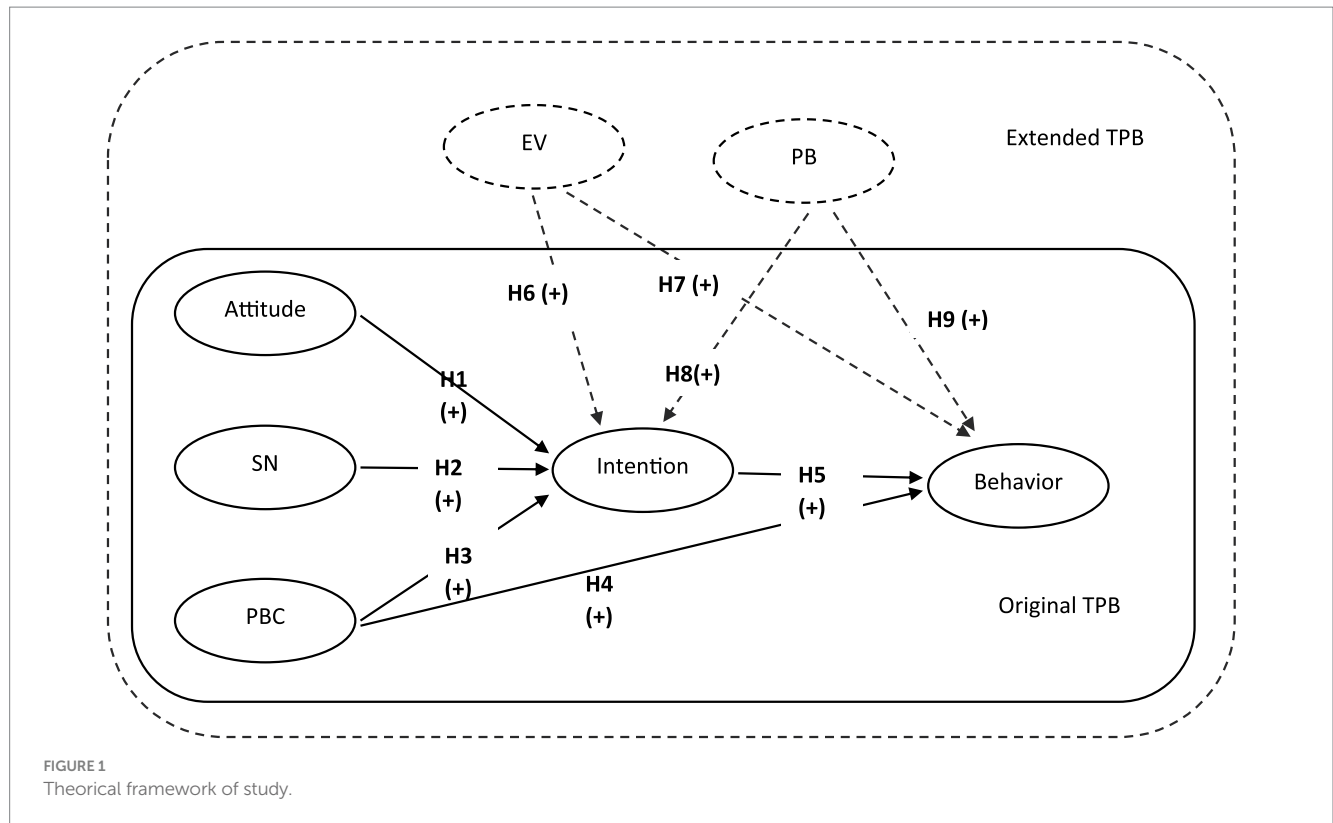 EV
PB
Extended TPB
H6 (+)
H7 (+)
H9 (+)
Attitude
H8(+)
H1
(+)
SN
H2
(+)
Intention
H5
(+)
Behavior
H3
(+)
H4
(+)
PBC
Original TPB
FIGURE 1
Theorical framework of study.